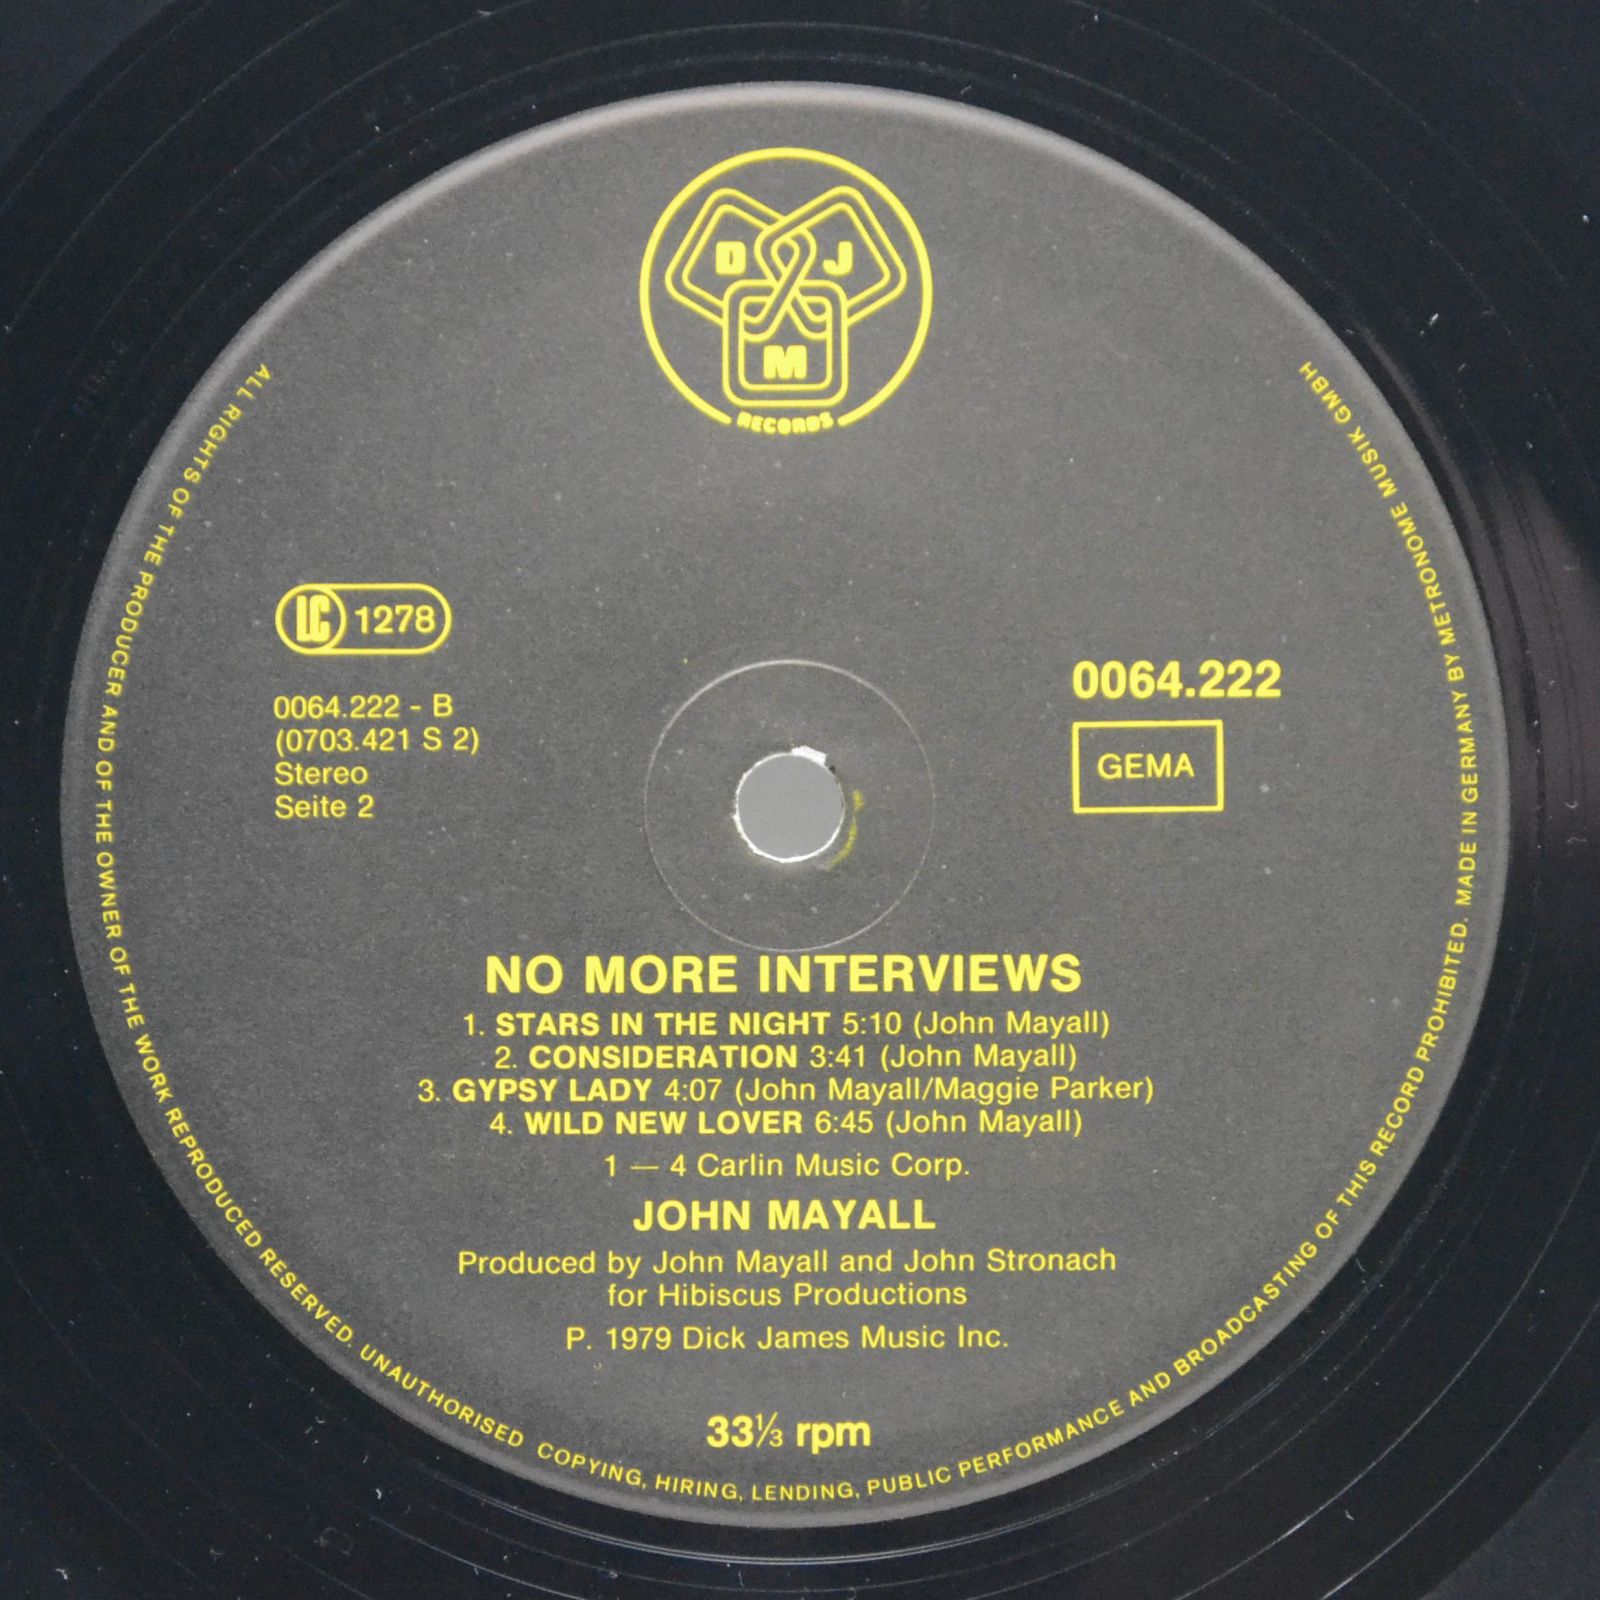 D J
M
RECORDS
LC 1278
0064.222 - B
(0703.421 S 2)
Stereo
Seite 2
0064.222
GEMA
NO MORE INTERVIEWS
1. STARS IN THE NIGHT 5:10 (John Mayall)
2. CONSIDERATION 3:41 (John Mayall)
3. GYPSY LADY 4:07 (John Mayall/Maggie Parker)
4. WILD NEW LOVER 6:45 (John Mayall)
1 — 4 Carlin Music Corp.
JOHN MAYALL
Produced by John Mayall and John Stronach
for Hibiscus Productions
P. 1979 Dick James Music Inc.
33⅓ rpm
ALL RIGHTS OF THE PRODUCER AND OF THE OWNER OF THE WORK REPRODUCED RESERVED. UNAUTHORISED COPYING, HIRING, LENDING, PUBLIC PERFORMANCE AND BROADCASTING OF THIS RECORD PROHIBITED. MADE IN GERMANY BY METRONOME MUSIK GMBH